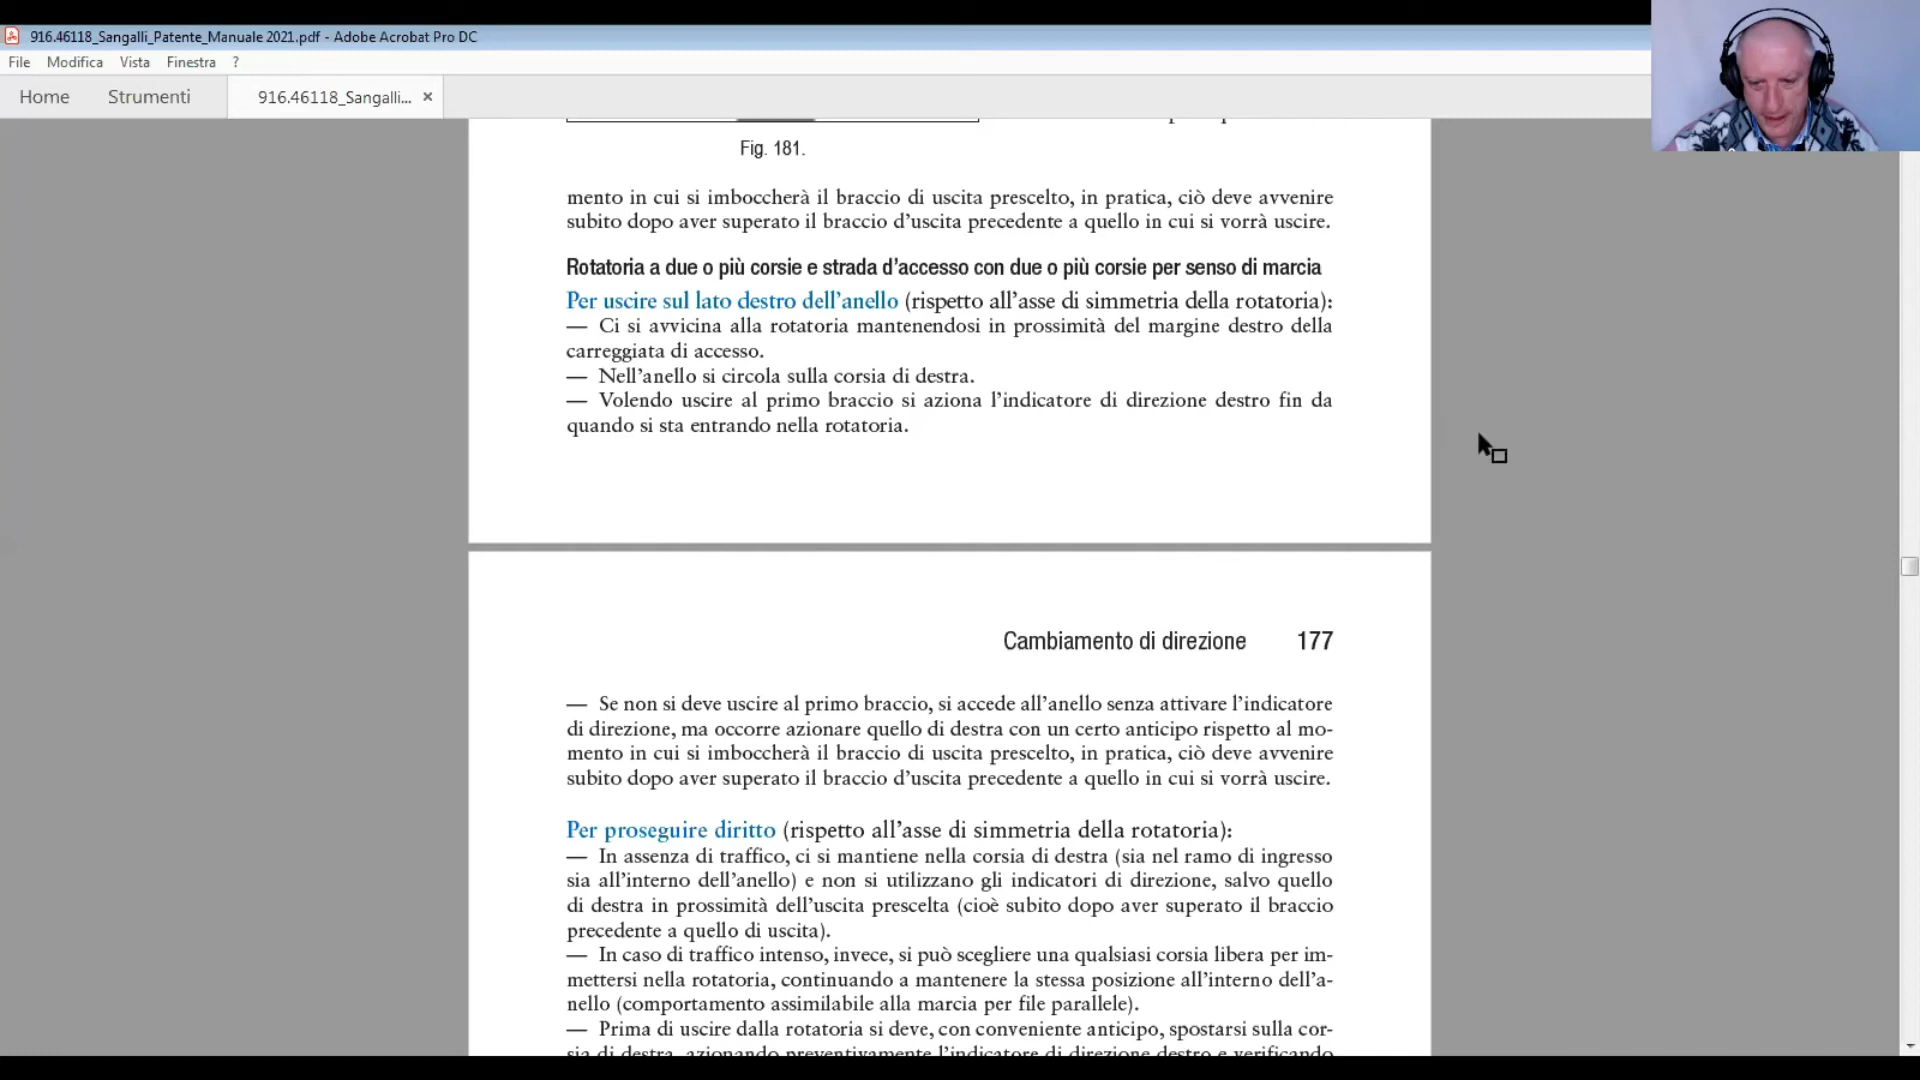 916.46118_Sangalli_Patente_Manuale 2021.pdf - Adobe Acrobat Pro DC
File Modifica Vista Finestra ?
Home Strumenti 916.46118_Sangalli... ×
Fig. 181.
mento in cui si imboccherà il braccio di uscita prescelto, in pratica, ciò deve avvenire
subito dopo aver superato il braccio d'uscita precedente a quello in cui si vorrà uscire.
Rotatoria a due o più corsie e strada d'accesso con due o più corsie per senso di marcia
Per uscire sul lato destro dell'anello (rispetto all'asse di simmetria della rotatoria):
— Ci si avvicina alla rotatoria mantenendosi in prossimità del margine destro della
carreggiata di accesso.
— Nell'anello si circola sulla corsia di destra.
— Volendo uscire al primo braccio si aziona l'indicatore di direzione destro fin da
quando si sta entrando nella rotatoria.
Cambiamento di direzione 177
— Se non si deve uscire al primo braccio, si accede all'anello senza attivare l'indicatore
di direzione, ma occorre azionare quello di destra con un certo anticipo rispetto al mo-
mento in cui si imboccherà il braccio di uscita prescelto, in pratica, ciò deve avvenire
subito dopo aver superato il braccio d'uscita precedente a quello in cui si vorrà uscire.
Per proseguire diritto (rispetto all'asse di simmetria della rotatoria):
— In assenza di traffico, ci si mantiene nella corsia di destra (sia nel ramo di ingresso
sia all'interno dell'anello) e non si utilizzano gli indicatori di direzione, salvo quello
di destra in prossimità dell'uscita prescelta (cioè subito dopo aver superato il braccio
precedente a quello di uscita).
— In caso di traffico intenso, invece, si può scegliere una qualsiasi corsia libera per im-
mettersi nella rotatoria, continuando a mantenere la stessa posizione all'interno dell'a-
nello (comportamento assimilabile alla marcia per file parallele).
— Prima di uscire dalla rotatoria si deve, con conveniente anticipo, spostarsi sulla cor-
sia di destra, azionando preventivamente l'indicatore di direzione destro e verificando